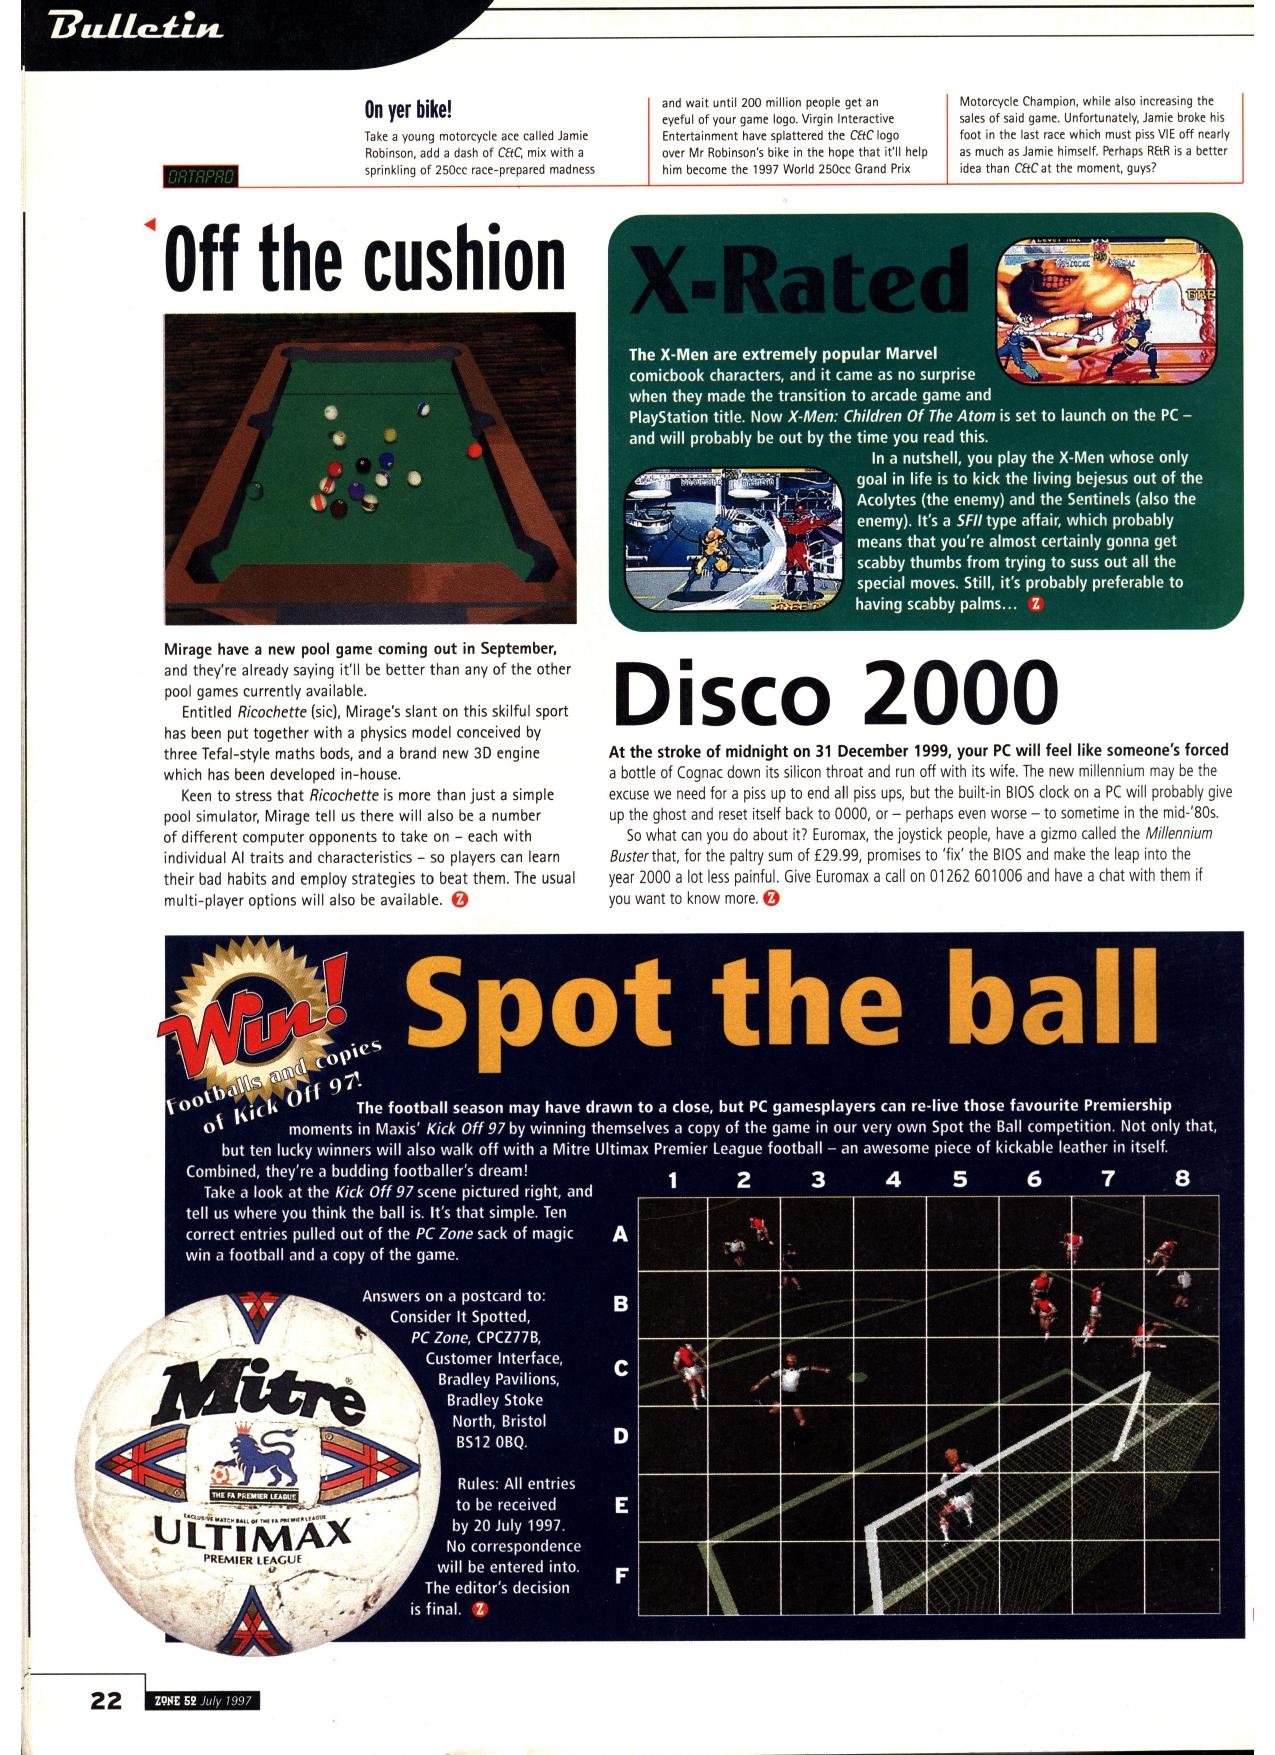 Bulletin
DATAPAD
On yer bike!
Take a young motorcycle ace called Jamie
Robinson, add a dash of C&C, mix with a
sprinkling of 250cc race-prepared madness
and wait until 200 million people get an
eyeful of your game logo. Virgin Interactive
Entertainment have splattered the C&C logo
over Mr Robinson's bike in the hope that it'll help
him become the 1997 World 250cc Grand Prix
Motorcycle Champion, while also increasing the
sales of said game. Unfortunately, Jamie broke his
foot in the last race which must piss VIE off nearly
as much as Jamie himself. Perhaps R&R is a better
idea than C&C at the moment, guys?
Off the cushion
Mirage have a new pool game coming out in September,
and they're already saying it'll be better than any of the other
pool games currently available.
Entitled Ricochette (sic), Mirage's slant on this skilful sport
has been put together with a physics model conceived by
three Tefal-style maths bods, and a brand new 3D engine
which has been developed in-house.
Keen to stress that Ricochette is more than just a simple
pool simulator, Mirage tell us there will also be a number
of different computer opponents to take on – each with
individual AI traits and characteristics – so players can learn
their bad habits and employ strategies to beat them. The usual
multi-player options will also be available. Z
X-Rated
The X-Men are extremely popular Marvel
comicbook characters, and it came as no surprise
when they made the transition to arcade game and
PlayStation title. Now X-Men: Children Of The Atom is set to launch on the PC –
and will probably be out by the time you read this.
In a nutshell, you play the X-Men whose only
goal in life is to kick the living bejesus out of the
Acolytes (the enemy) and the Sentinels (also the
enemy). It's a SFII type affair, which probably
means that you're almost certainly gonna get
scabby thumbs from trying to suss out all the
special moves. Still, it's probably preferable to
having scabby palms... Z
Disco 2000
At the stroke of midnight on 31 December 1999, your PC will feel like someone's forced
a bottle of Cognac down its silicon throat and run off with its wife. The new millennium may be the
excuse we need for a piss up to end all piss ups, but the built-in BIOS clock on a PC will probably give
up the ghost and reset itself back to 0000, or – perhaps even worse – to sometime in the mid-'80s.
So what can you do about it? Euromax, the joystick people, have a gizmo called the Millennium
Buster that, for the paltry sum of £29.99, promises to 'fix' the BIOS and make the leap into the
year 2000 a lot less painful. Give Euromax a call on 01262 601006 and have a chat with them if
you want to know more. Z
Win!
Footballs and copies
of Kick Off 97!
Spot the ball
The football season may have drawn to a close, but PC gamesplayers can re-live those favourite Premiership
moments in Maxis' Kick Off 97 by winning themselves a copy of the game in our very own Spot the Ball competition. Not only that,
but ten lucky winners will also walk off with a Mitre Ultimax Premier League football – an awesome piece of kickable leather in itself.
Combined, they're a budding footballer's dream!
Take a look at the Kick Off 97 scene pictured right, and
tell us where you think the ball is. It's that simple. Ten
correct entries pulled out of the PC Zone sack of magic
win a football and a copy of the game.
Answers on a postcard to:
Consider It Spotted,
PC Zone, CPCZ77B,
Customer Interface,
Bradley Pavilions,
Bradley Stoke
North, Bristol
BS12 0BQ.
Rules: All entries
to be received
by 20 July 1997.
No correspondence
will be entered into.
The editor's decision
is final. Z
Mitre
THE FA PREMIER LEAGUE
EXCLUSIVE MATCH BALL OF THE FA PREMIER LEAGUE
ULTIMAX
PREMIER LEAGUE
1 2 3 4 5 6 7 8
A
B
C
D
E
F
22
ZONE 52 July 1997